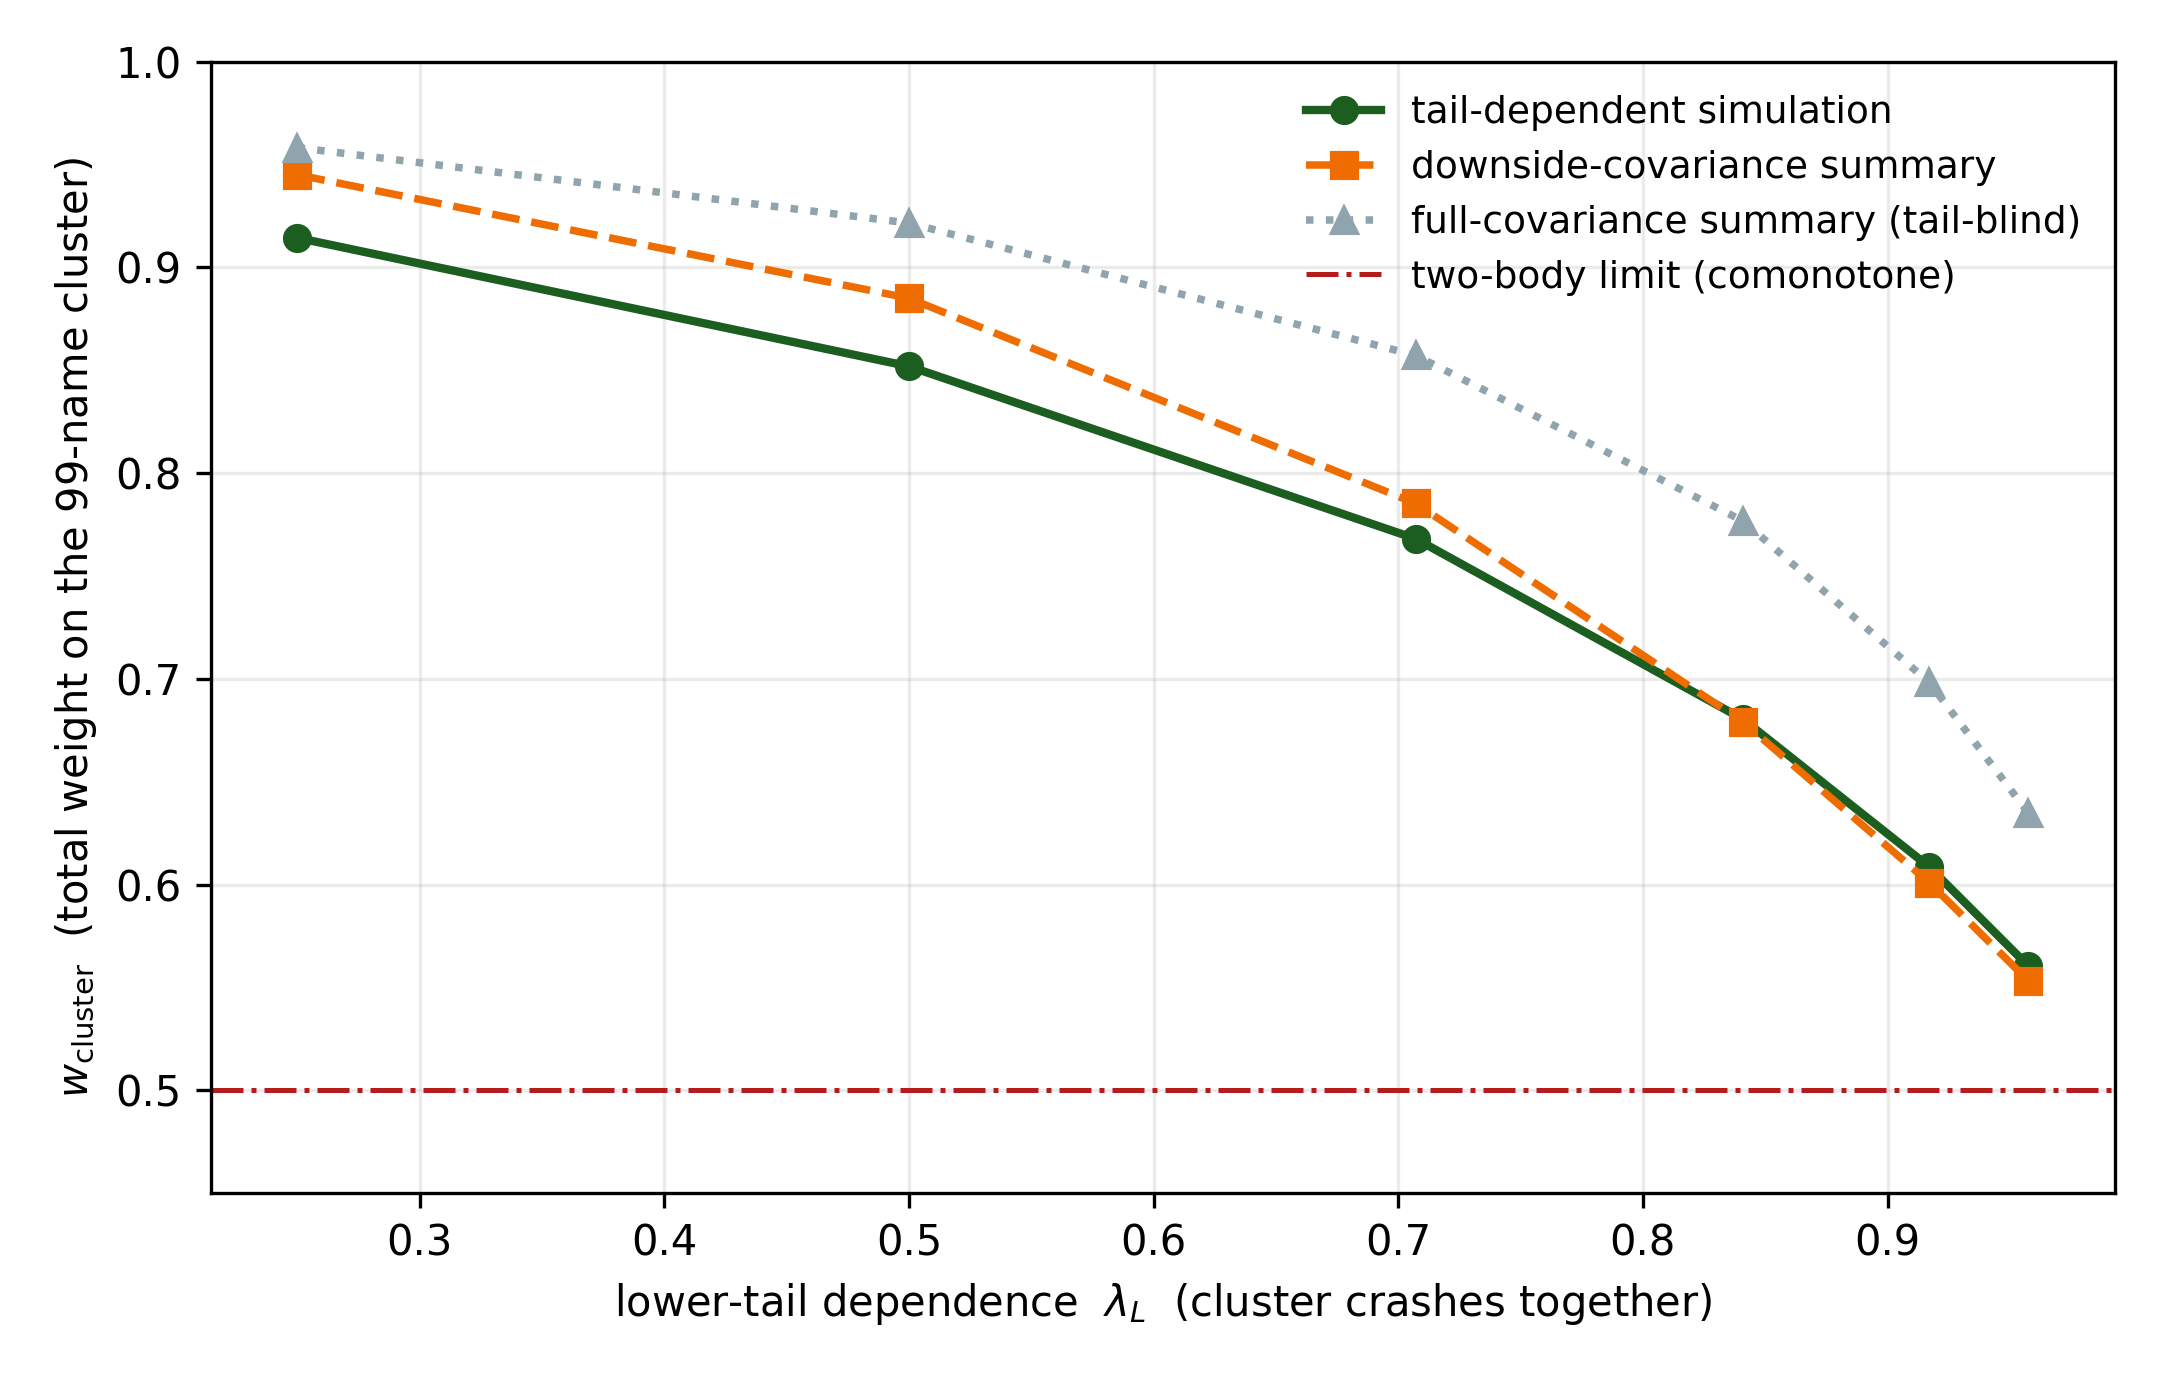 1.0
0.9
0.8
0.7
0.6
0.5
w_cluster (total weight on the 99-name cluster)
tail-dependent simulation
downside-covariance summary
full-covariance summary (tail-blind)
two-body limit (comonotone)
0.3 0.4 0.5 0.6 0.7 0.8 0.9
lower-tail dependence λ_L (cluster crashes together)